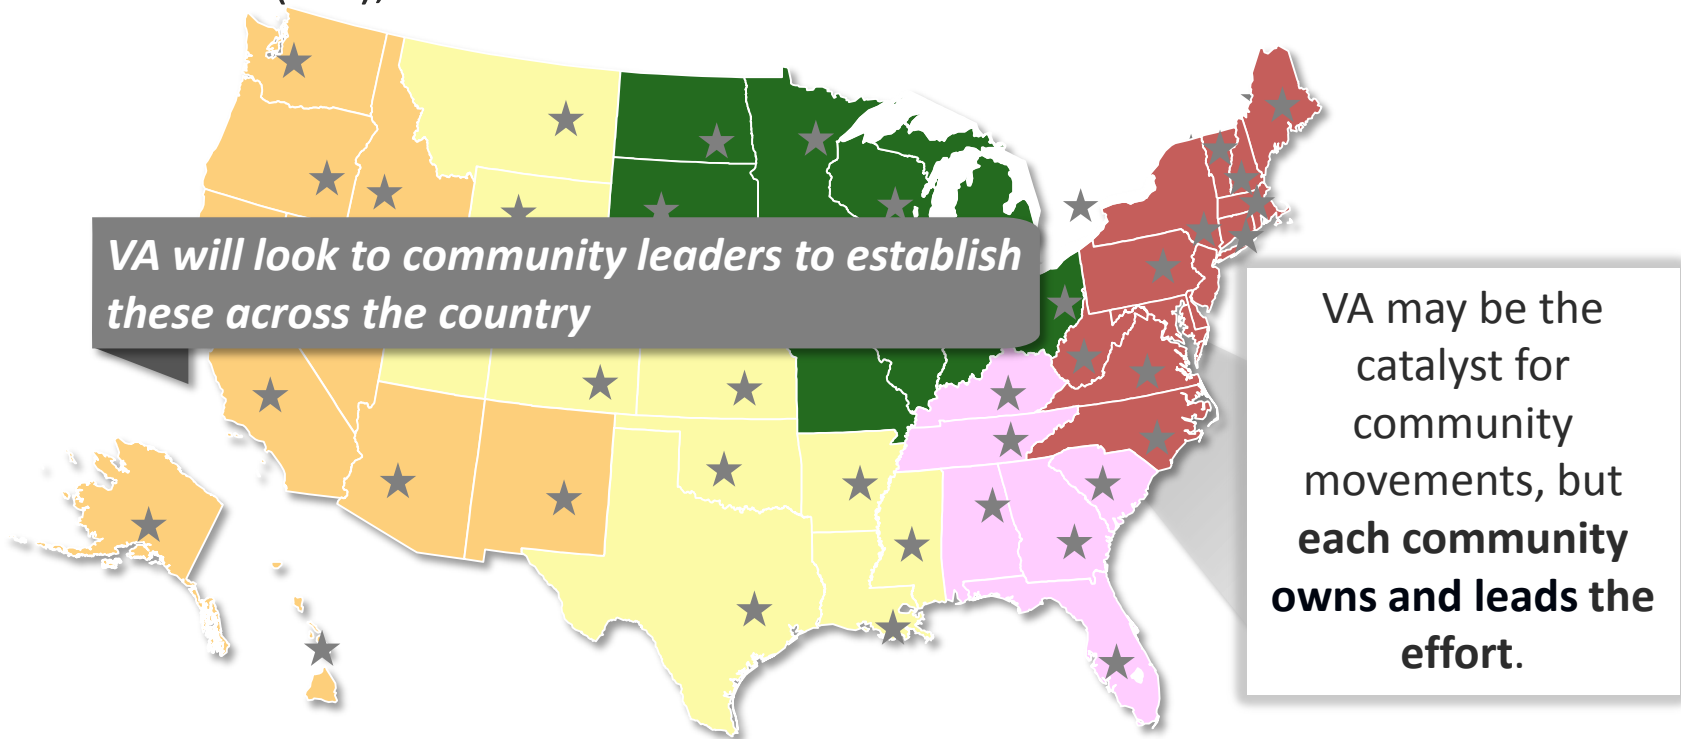 VA will look to community leaders to establish
these across the country
VA may be the
catalyst for
community
movements, but
each community
owns and leads the
effort.